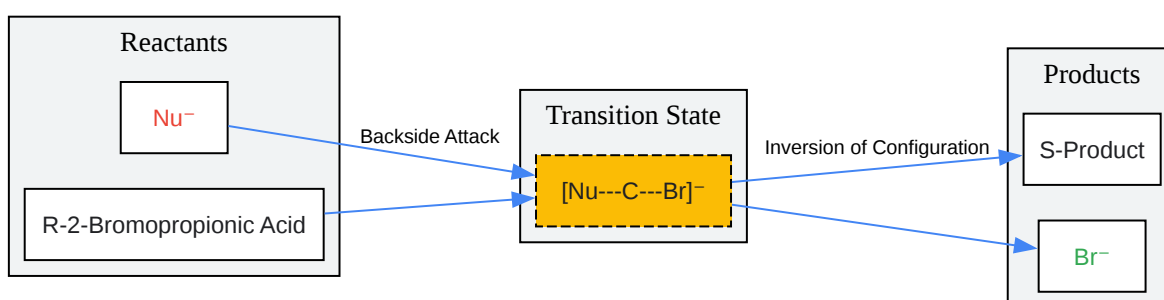 Reactants
Nu⁻
R-2-Bromopropionic Acid
Backside Attack
Transition State
[Nu---C---Br]⁻
Inversion of Configuration
Products
S-Product
Br⁻